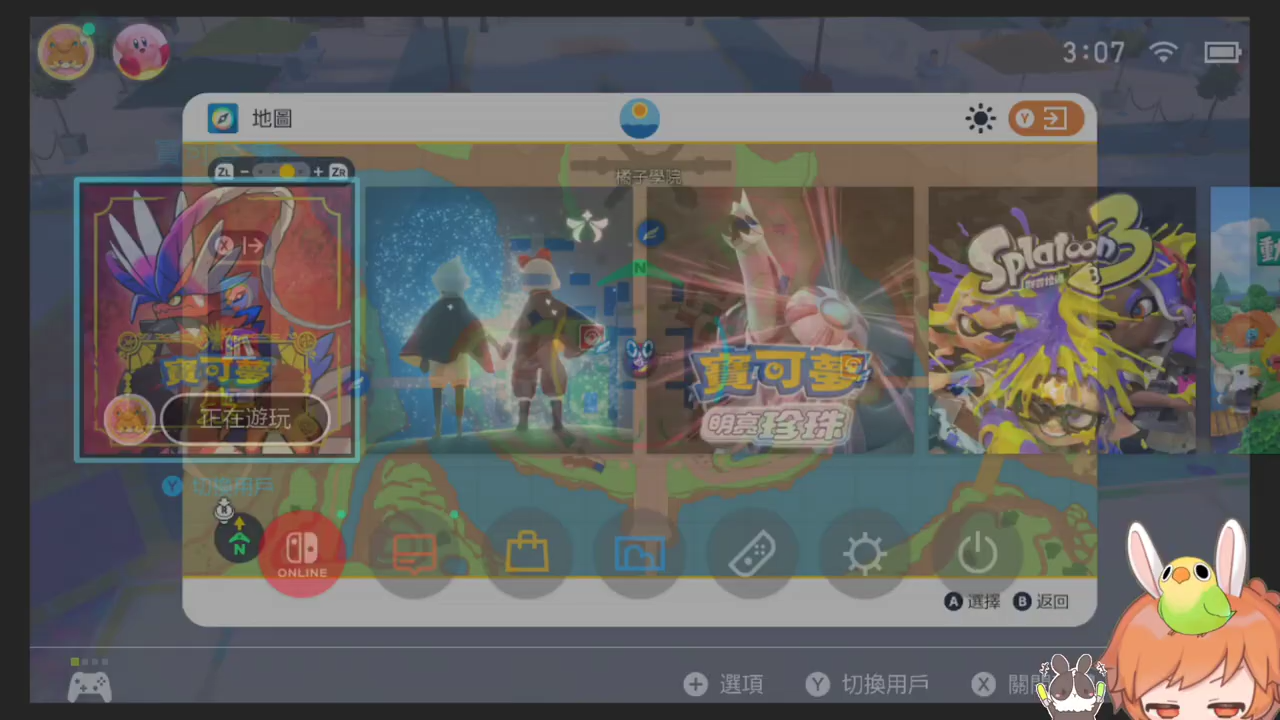 3:07
地圖
Y
ZL - + ZR
橘子學院
X
N
Splatoon 3
寶可夢
朱
寶可夢
明亮珍珠
動
正在遊玩
Y 切換用戶
R
N
ONLINE
A 選擇 B 返回
+ 選項 Y 切換用戶 X